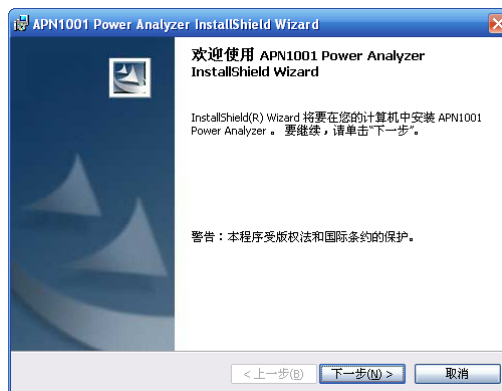 APN1001 Power Analyzer InstallShield Wizard
欢迎使用 APN1001 Power Analyzer
InstallShield Wizard
InstallShield(R) Wizard 将要在您的计算机中安装 APN1001
Power Analyzer 。 要继续，请单击“下一步”。
警告：本程序受版权法和国际条约的保护。
< 上一步(B) 下一步(N) > 取消